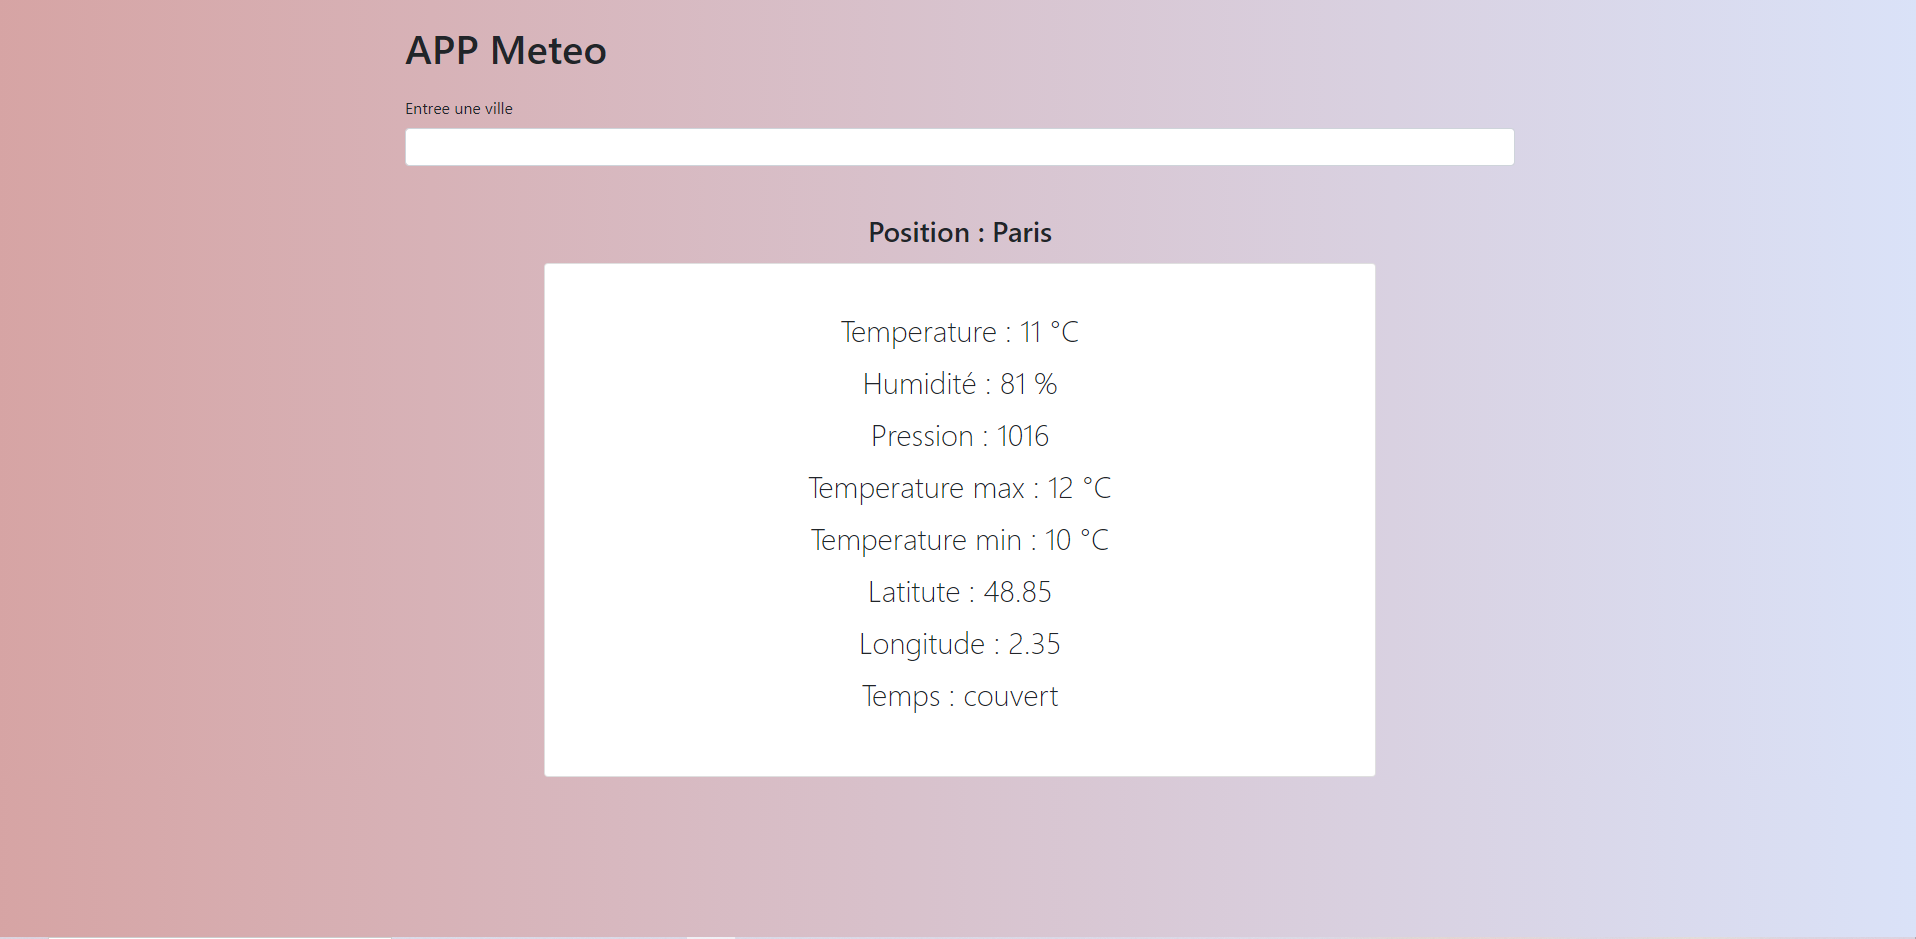 APP Meteo
Entree une ville
Position : Paris
Temperature : 11 °C
Humidité : 81 %
Pression : 1016
Temperature max : 12 °C
Temperature min : 10 °C
Latitute : 48.85
Longitude : 2.35
Temps : couvert